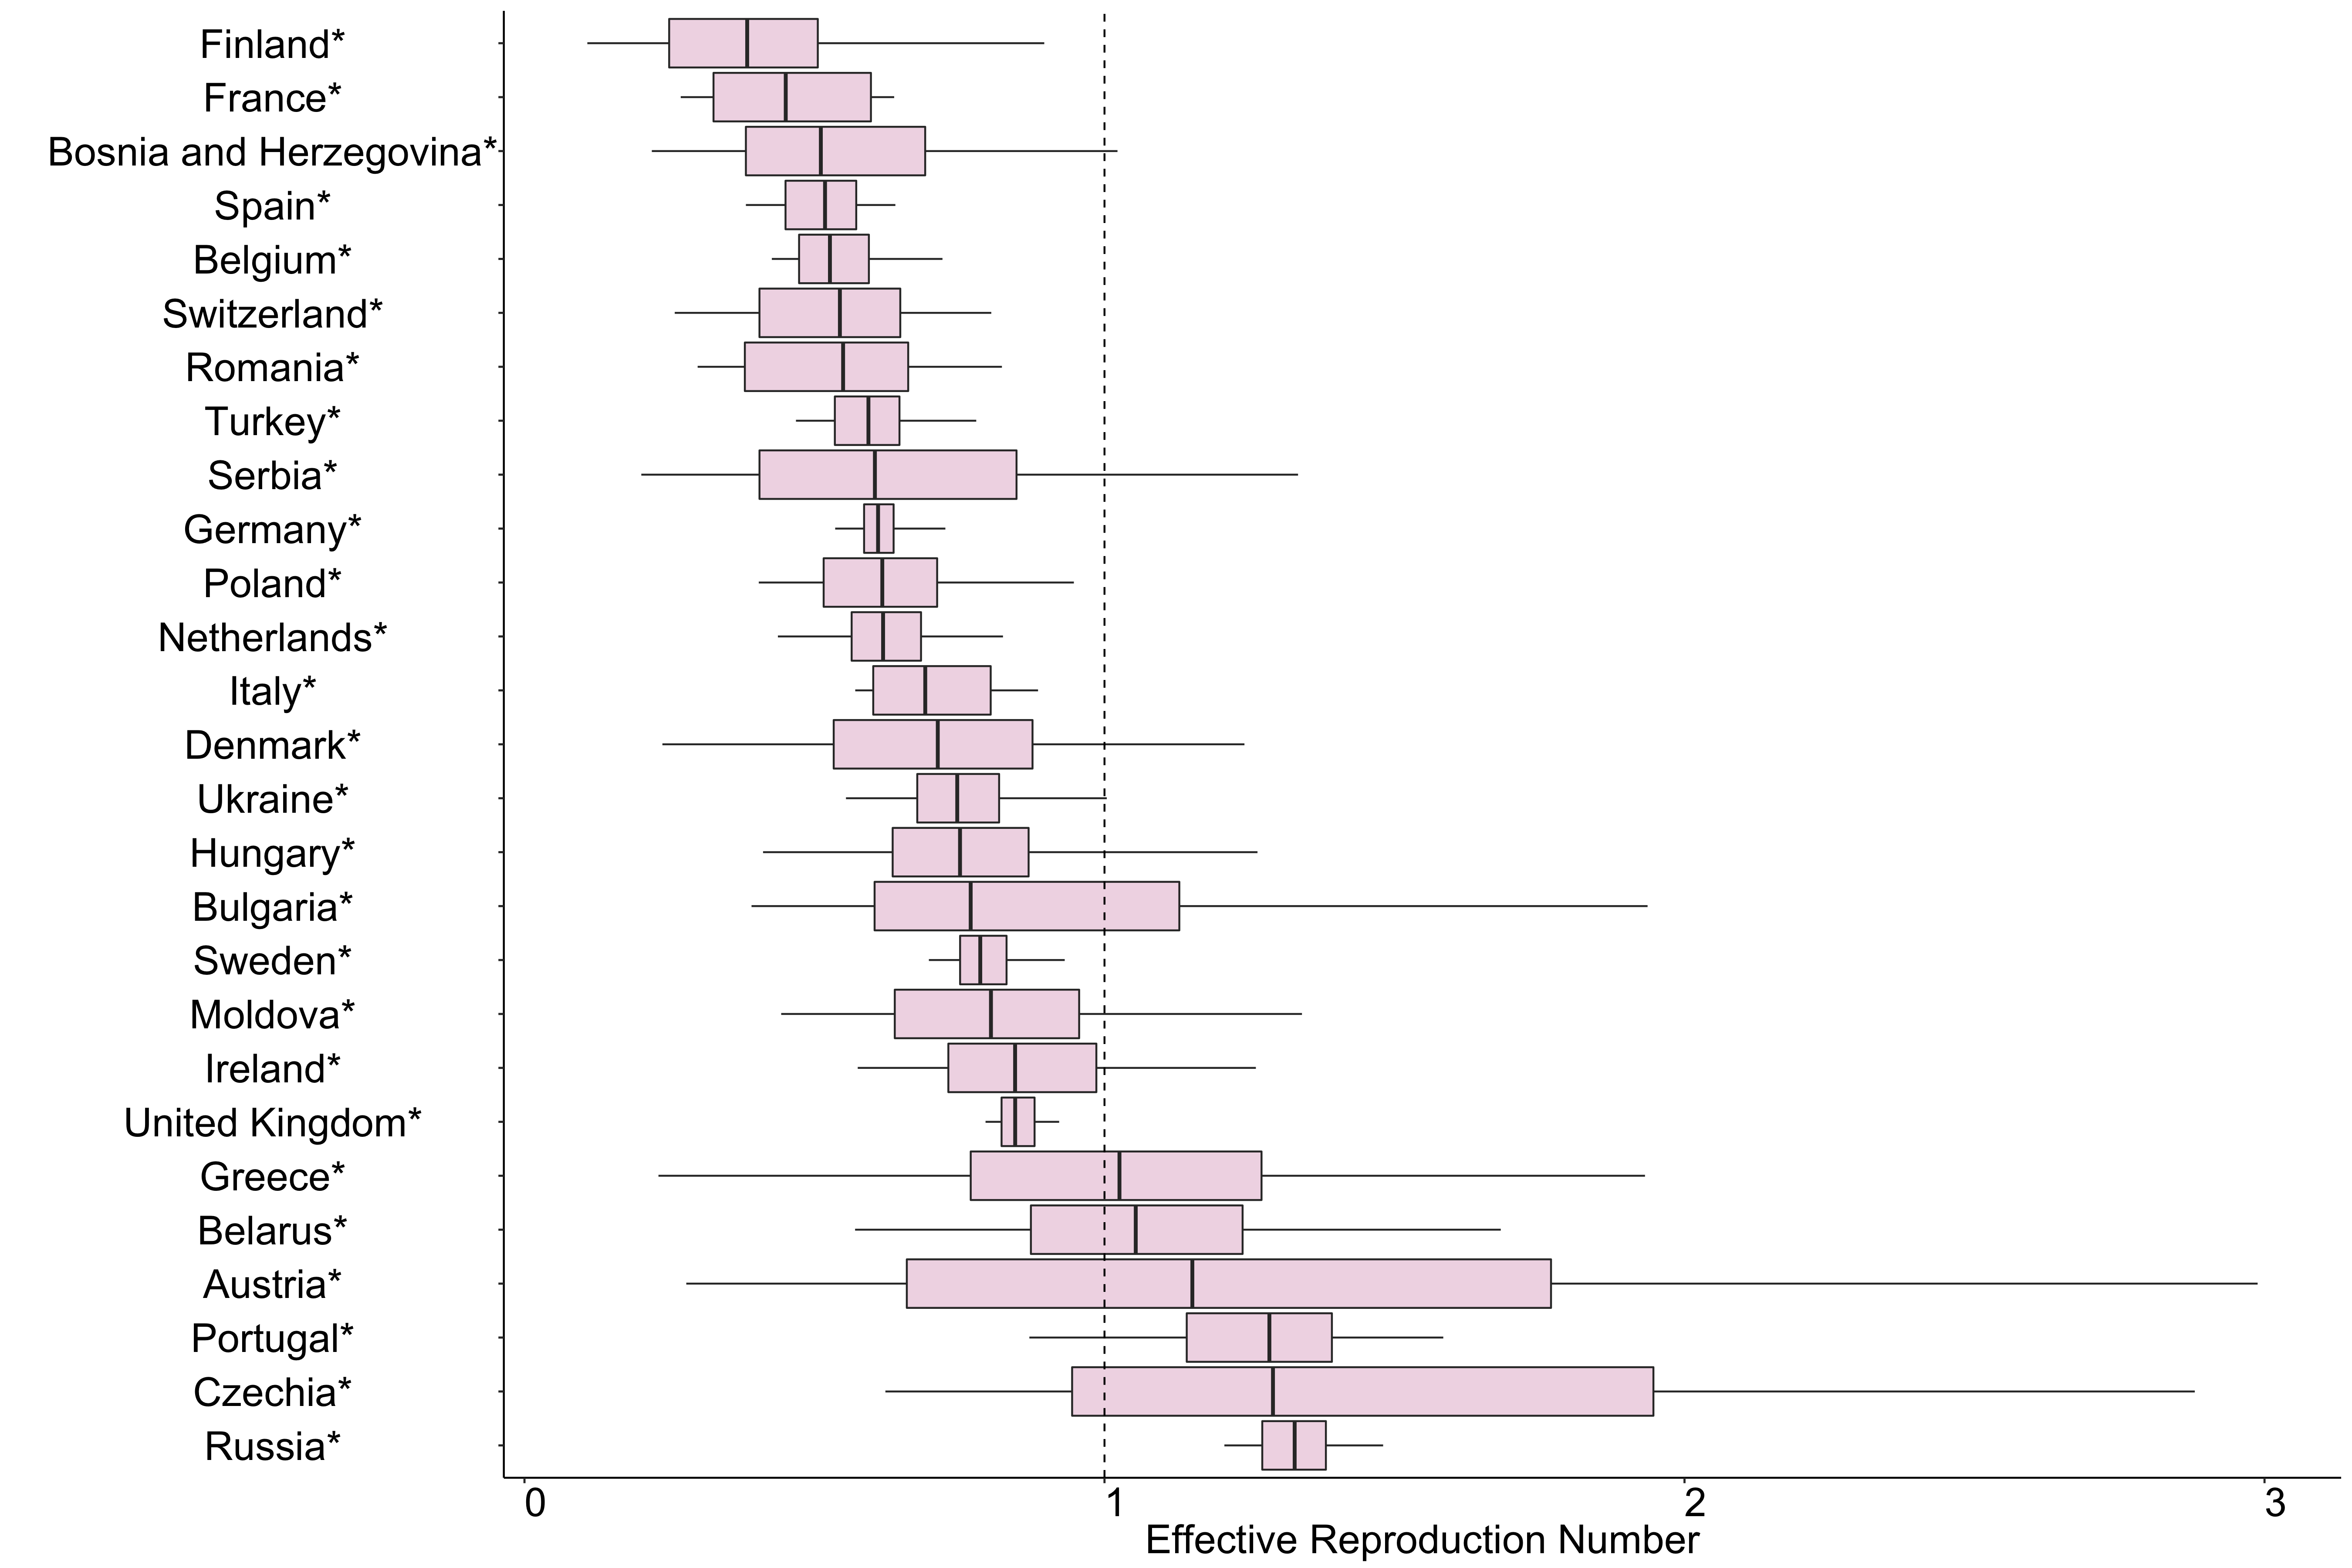 Finland*
France*
Bosnia and Herzegovina*
Spain*
Belgium*
Switzerland*
Romania*
Turkey*
Serbia*
Germany*
Poland*
Netherlands*
Italy*
Denmark*
Ukraine*
Hungary*
Bulgaria*
Sweden*
Moldova*
Ireland*
United Kingdom*
Greece*
Belarus*
Austria*
Portugal*
Czechia*
Russia*
0 1 2 3
Effective Reproduction Number